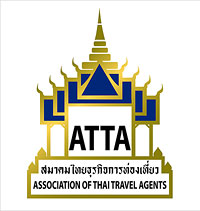 ATTA
สมาคมไทยธุรกิจการท่องเที่ยว
ASSOCIATION OF THAI TRAVEL AGENTS